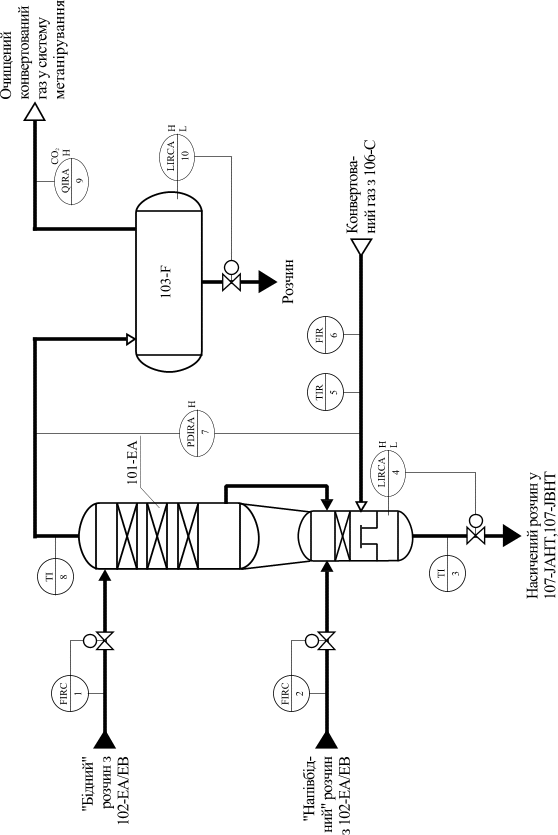 Очищений
конвертований
газ у систему
метанірування
CO₂
H
QIRA
9
LIRCA
10
H
L
103-F
Розчин
Конвертова-
ний газ з 106-С
FIR
6
TIR
5
PDIRA
7
H
101-EA
LIRCA
4
H
L
TI
8
TI
3
Насичений розчин у
107-JAHT,107-JBHT
FIRC
1
FIRC
2
"Бідний"
розчин з
102-EA/EB
"Напівбід-
ний" розчин
з 102-EA/EB